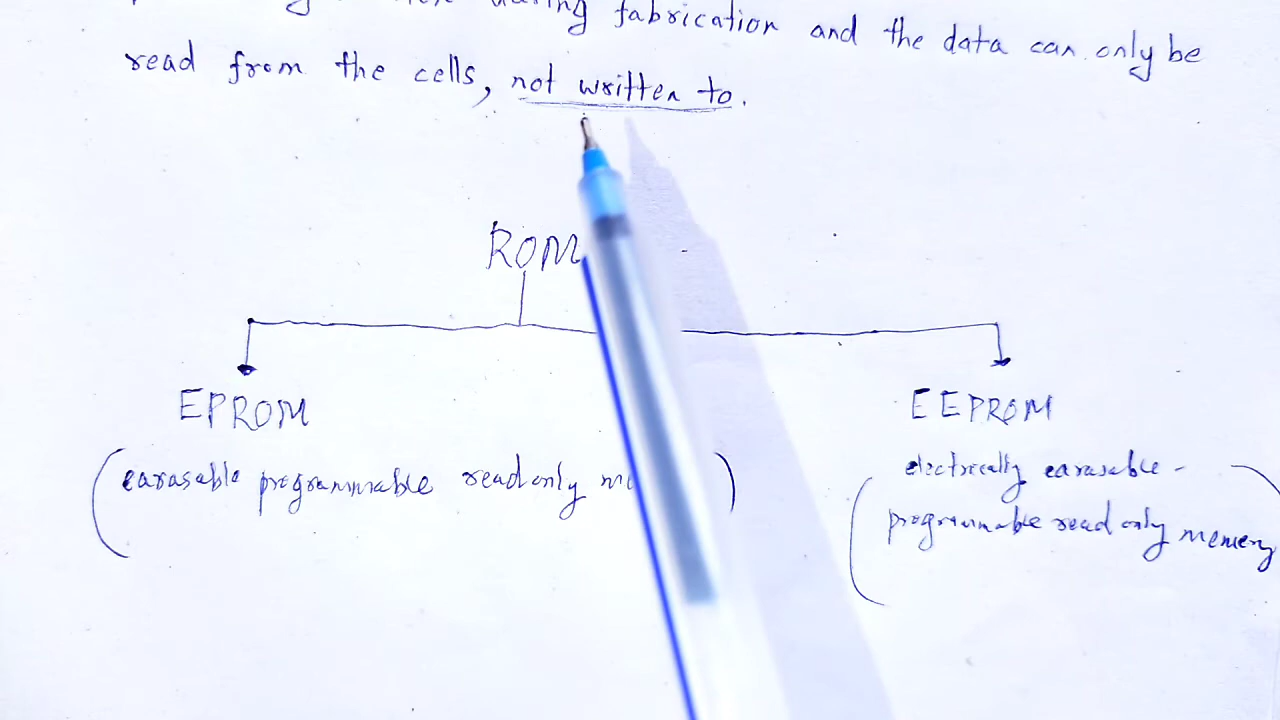 during fabrication and the data can only be
read from the cells, not written to.
ROM
EPROM
EEPROM
(earasable programmable read only
)
(electrically earasable -
programmable read only memory